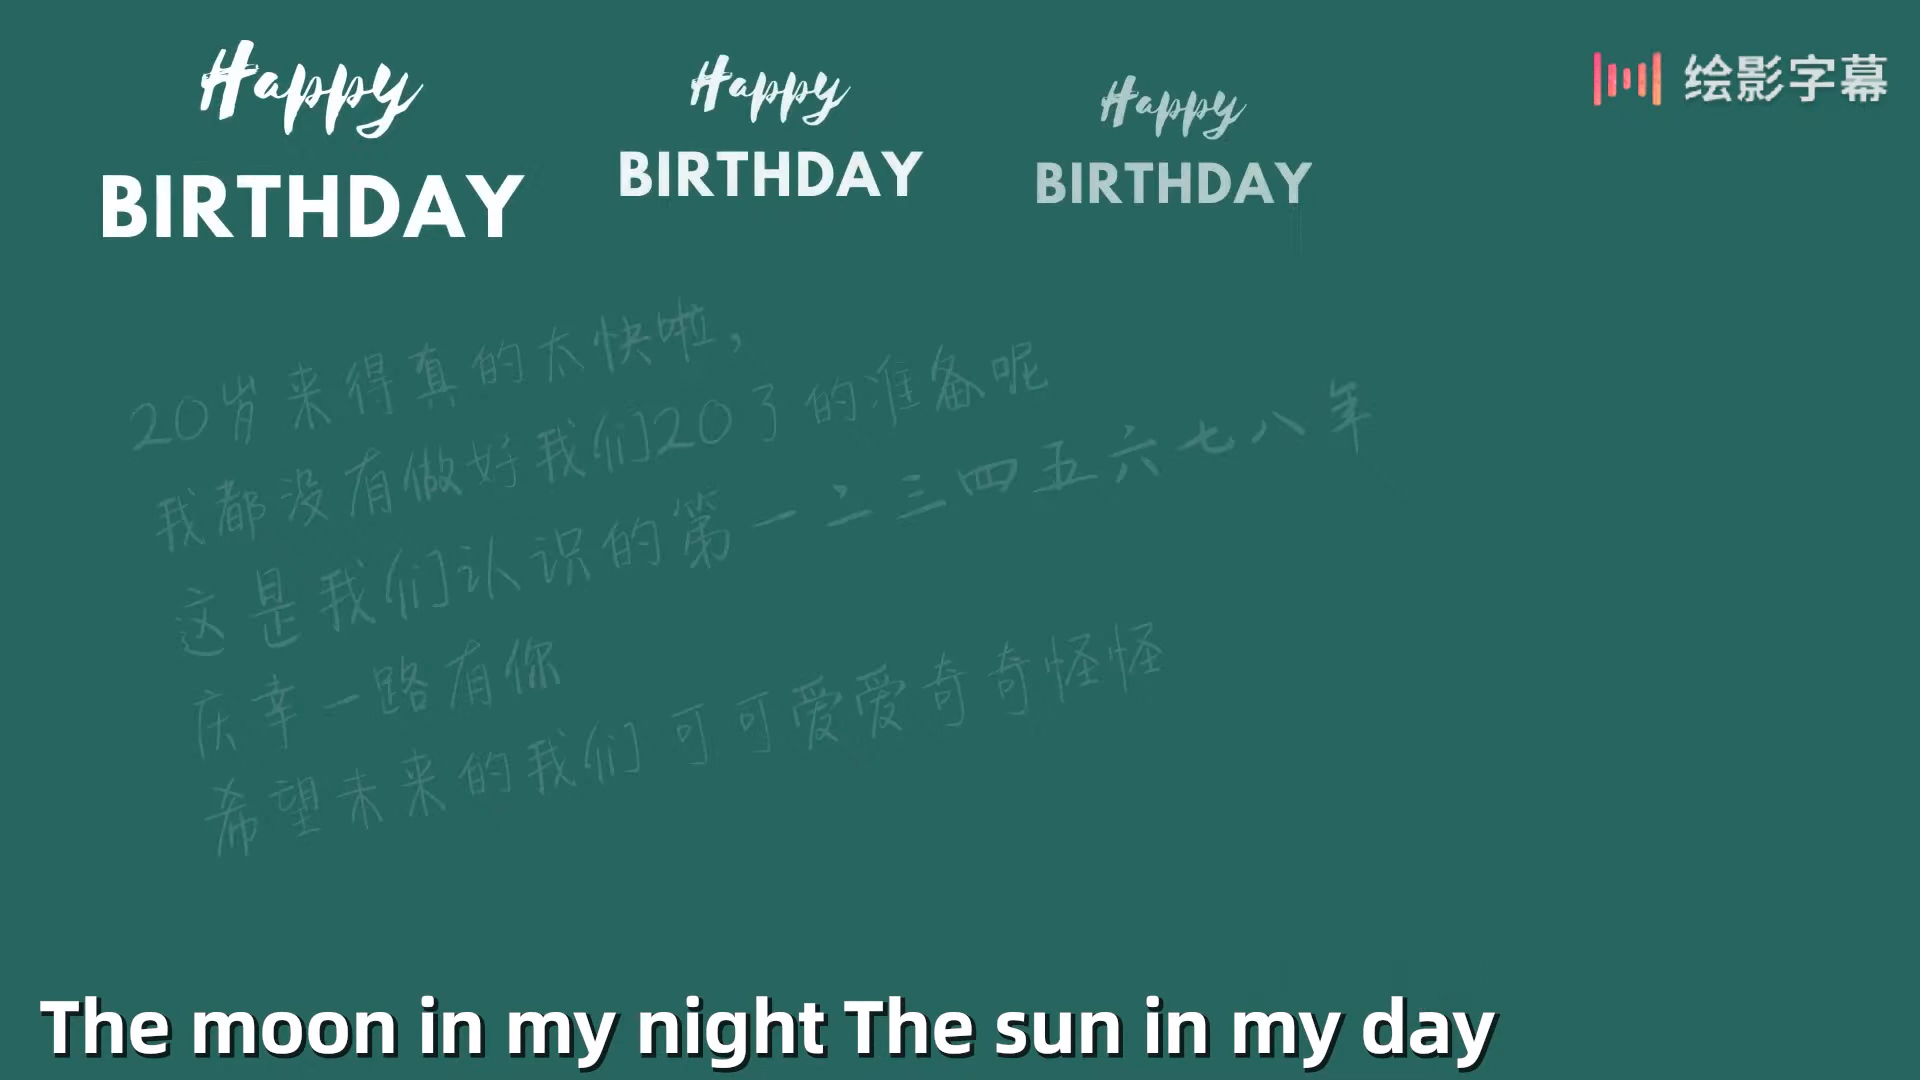 Happy
BIRTHDAY
Happy
BIRTHDAY
Happy
BIRTHDAY
绘影字幕
20岁来得真的太快啦，
我都没有做好我们20了的准备呢
这是我们认识的第一二三四五六七八年
庆幸一路有你
希望未来的我们可可爱爱奇奇怪怪
The moon in my night The sun in my day